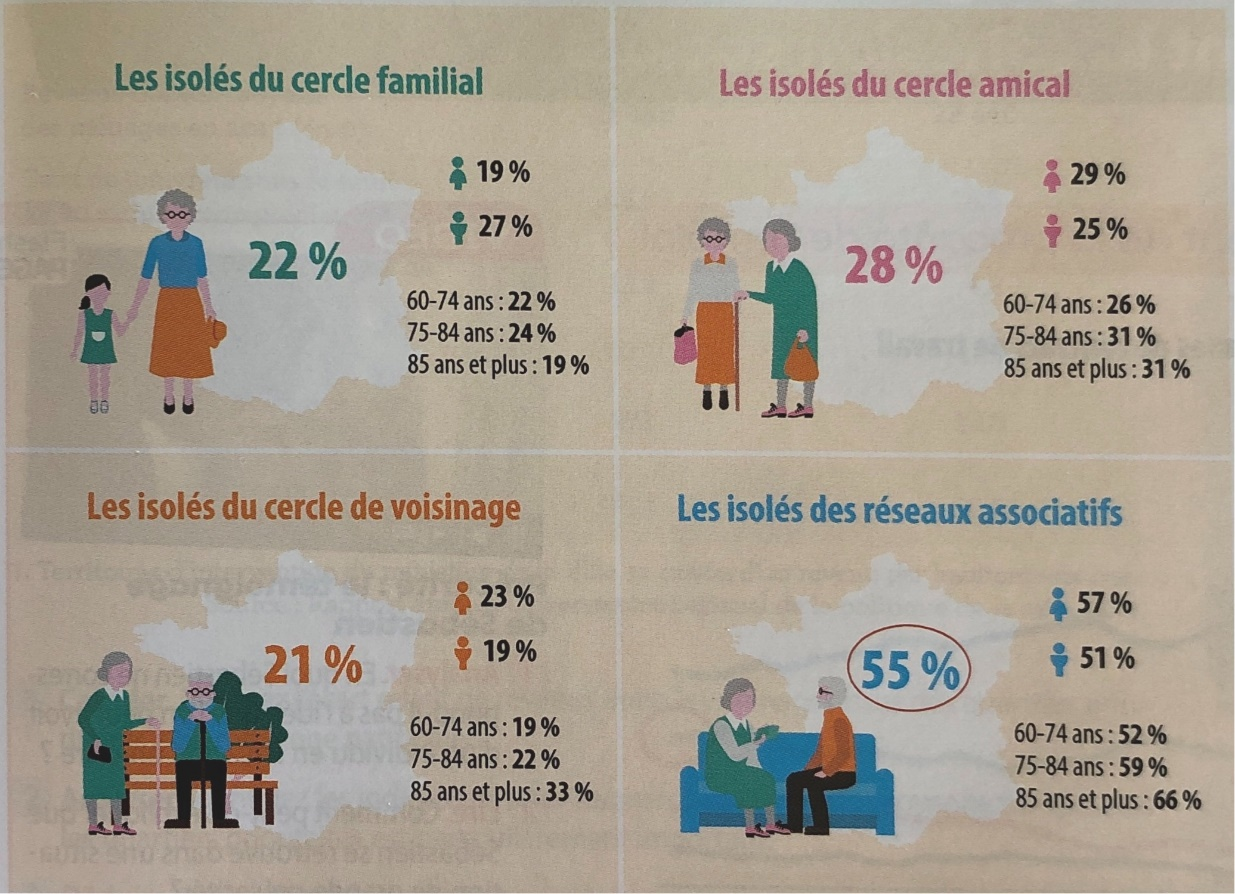 Les isolés du cercle familial
19 %
27 %
22 %
60-74 ans : 22 %
75-84 ans : 24 %
85 ans et plus : 19 %
Les isolés du cercle amical
29 %
25 %
28 %
60-74 ans : 26 %
75-84 ans : 31 %
85 ans et plus : 31 %
Les isolés du cercle de voisinage
23 %
19 %
21 %
60-74 ans : 19 %
75-84 ans : 22 %
85 ans et plus : 33 %
Les isolés des réseaux associatifs
57 %
51 %
55 %
60-74 ans : 52 %
75-84 ans : 59 %
85 ans et plus : 66 %